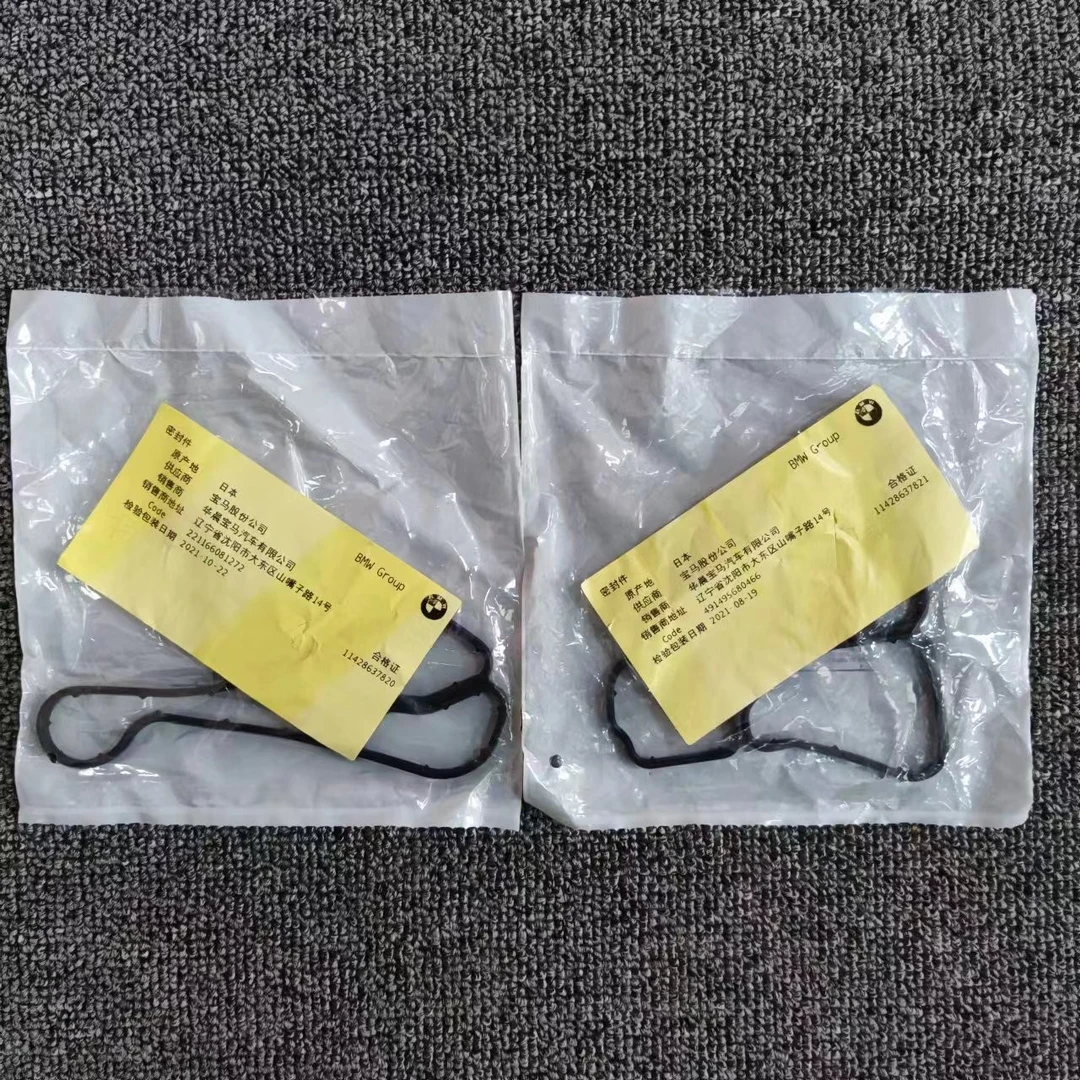 密封件
原产地 日本
供应商 宝马股份公司
销售商 华晨宝马汽车有限公司
销售商地址 辽宁省沈阳市大东区山嘴子路14号
Code 221166081272
检验包装日期 2021-10-22
BMW Group
合格证
11428637820
BMW Group
密封件
合格证
11428637821
原产地 日本
供应商 宝马股份公司
销售商 华晨宝马汽车有限公司
销售商地址 辽宁省沈阳市大东区山嘴子路14号
Code 491495680466
检验包装日期 2021-08-19